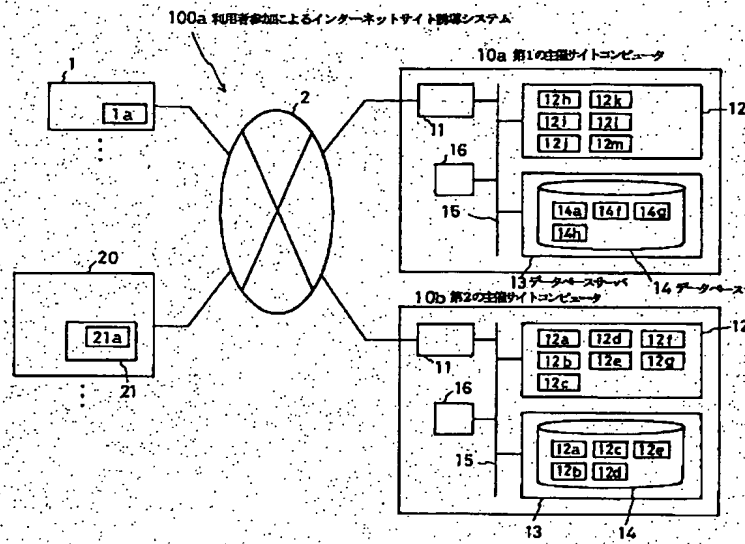 100a 利用者参加によるインターネットサイト誘導システム
1
1a
2
20
21a
21
10a 第1の主催サイトコンピュータ
11
16
15
12h 12k
12i 12l
12j 12m
12
14a 14f 14g
14h
13 データベースサーバ
14 データベース
10b 第2の主催サイトコンピュータ
11
16
15
12a 12d 12f
12b 12e 12g
12c
12
12a 12c 12e
12b 12d
13
14